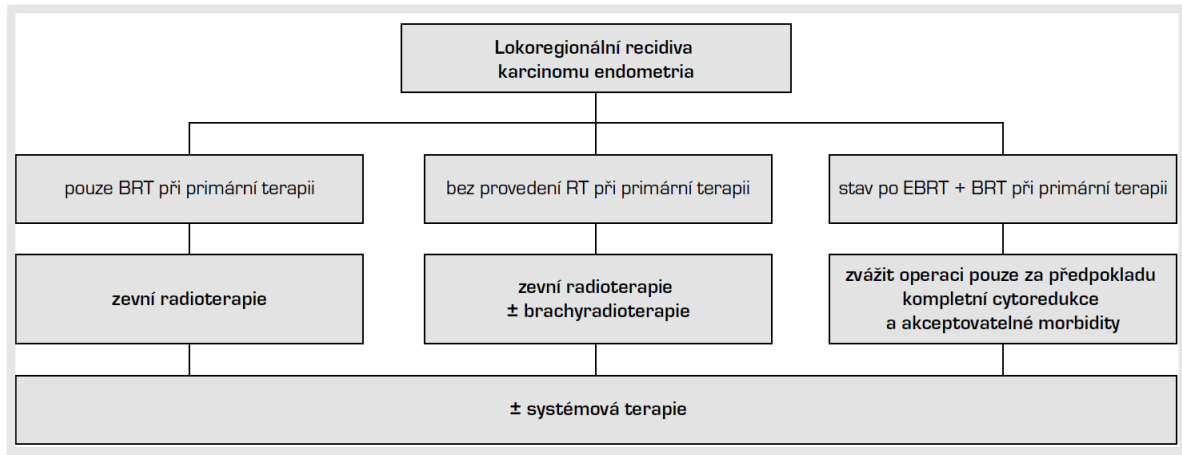 Lokoregionální recidiva
karcinomu endometria
pouze BRT při primární terapii
bez provedení RT při primární terapii
stav po EBRT + BRT při primární terapii
zevní radioterapie
zevní radioterapie
± brachyradioterapie
zvážit operaci pouze za předpokladu
kompletní cytoredukce
a akceptovatelné morbidity
± systémová terapie